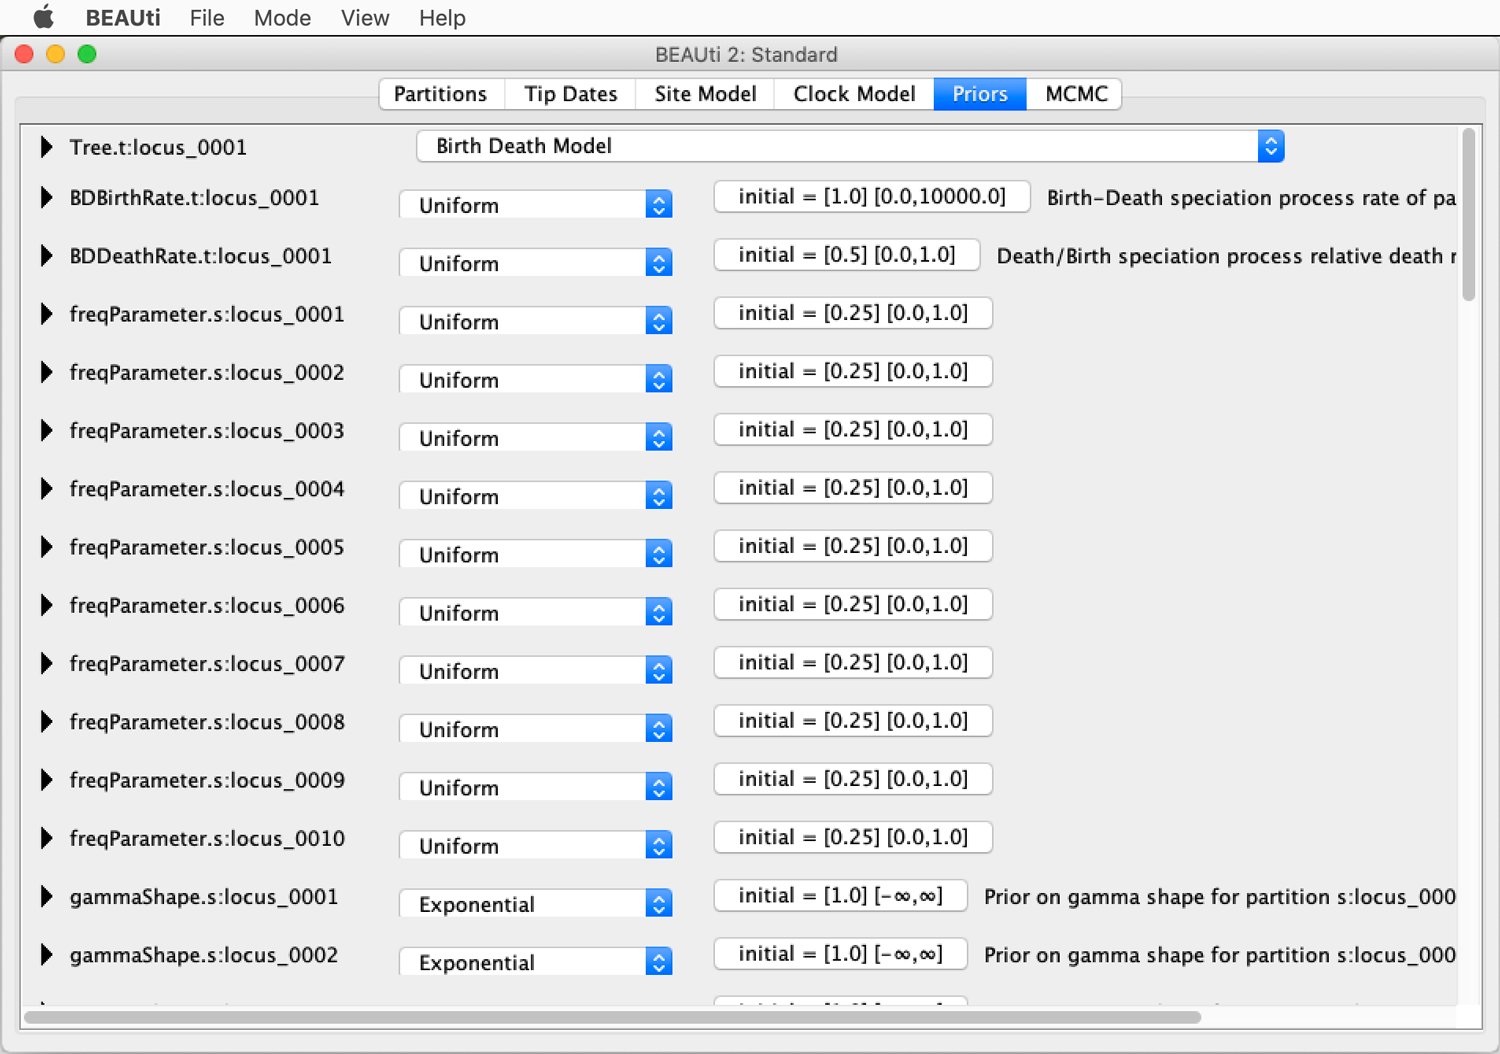 BEAUti File Mode View Help
BEAUti 2: Standard
Partitions Tip Dates Site Model Clock Model Priors MCMC
Tree.t:locus_0001 Birth Death Model
BDBirthRate.t:locus_0001 Uniform initial = [1.0] [0.0,10000.0] Birth-Death speciation process rate of pa
BDDeathRate.t:locus_0001 Uniform initial = [0.5] [0.0,1.0] Death/Birth speciation process relative death r
freqParameter.s:locus_0001 Uniform initial = [0.25] [0.0,1.0]
freqParameter.s:locus_0002 Uniform initial = [0.25] [0.0,1.0]
freqParameter.s:locus_0003 Uniform initial = [0.25] [0.0,1.0]
freqParameter.s:locus_0004 Uniform initial = [0.25] [0.0,1.0]
freqParameter.s:locus_0005 Uniform initial = [0.25] [0.0,1.0]
freqParameter.s:locus_0006 Uniform initial = [0.25] [0.0,1.0]
freqParameter.s:locus_0007 Uniform initial = [0.25] [0.0,1.0]
freqParameter.s:locus_0008 Uniform initial = [0.25] [0.0,1.0]
freqParameter.s:locus_0009 Uniform initial = [0.25] [0.0,1.0]
freqParameter.s:locus_0010 Uniform initial = [0.25] [0.0,1.0]
gammaShape.s:locus_0001 Exponential initial = [1.0] [-∞,∞] Prior on gamma shape for partition s:locus_000
gammaShape.s:locus_0002 Exponential initial = [1.0] [-∞,∞] Prior on gamma shape for partition s:locus_000